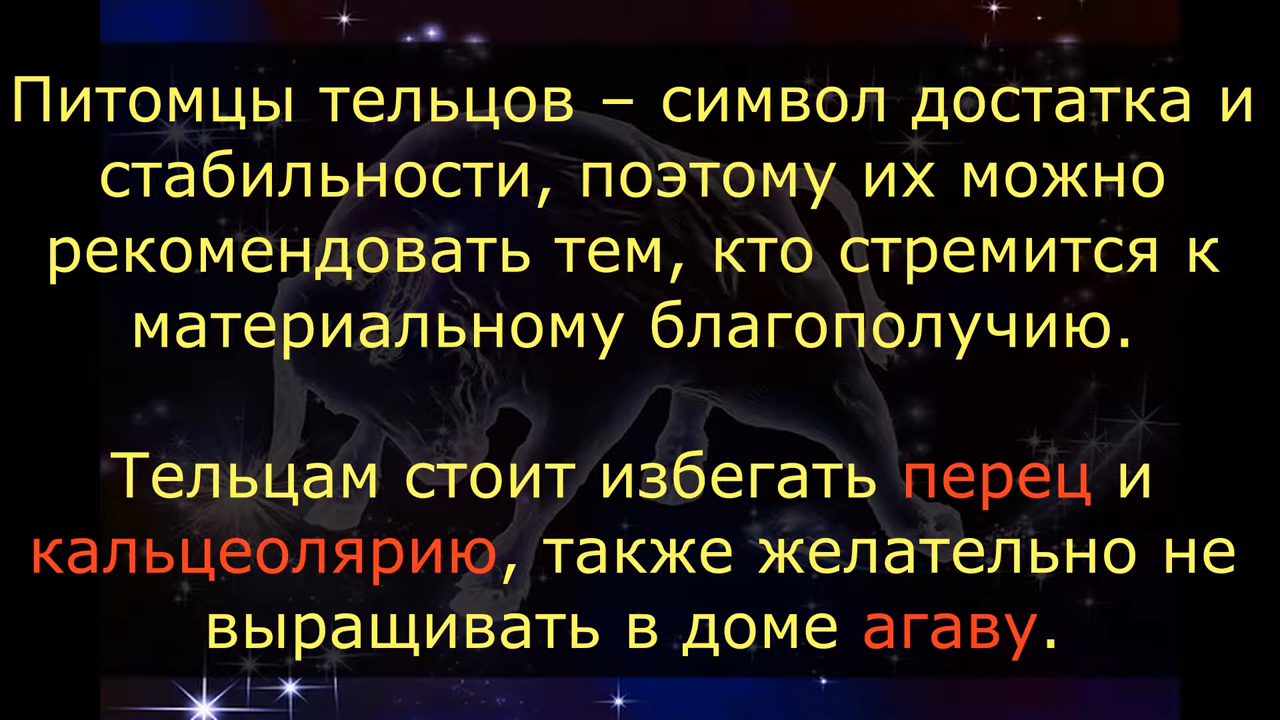 Питомцы тельцов – символ достатка и
стабильности, поэтому их можно
рекомендовать тем, кто стремится к
материальному благополучию.
Тельцам стоит избегать перец и
кальцеолярию, также желательно не
выращивать в доме агаву.